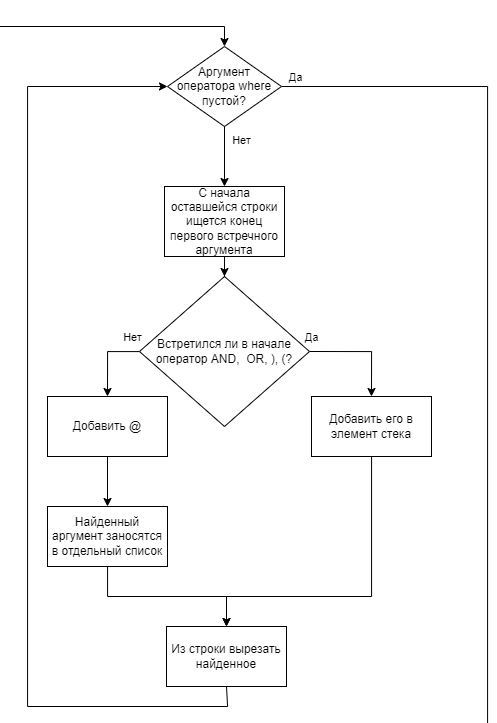 Аргумент
оператора where
пустой?
Да
Нет
С начала
оставшейся строки
ищется конец
первого встречного
аргумента
Нет
Да
Встретился ли в начале
оператор AND, OR, ), (?
Добавить @
Добавить его в
элемент стека
Найденный
аргумент заносятся
в отдельный список
Из строки вырезать
найденное